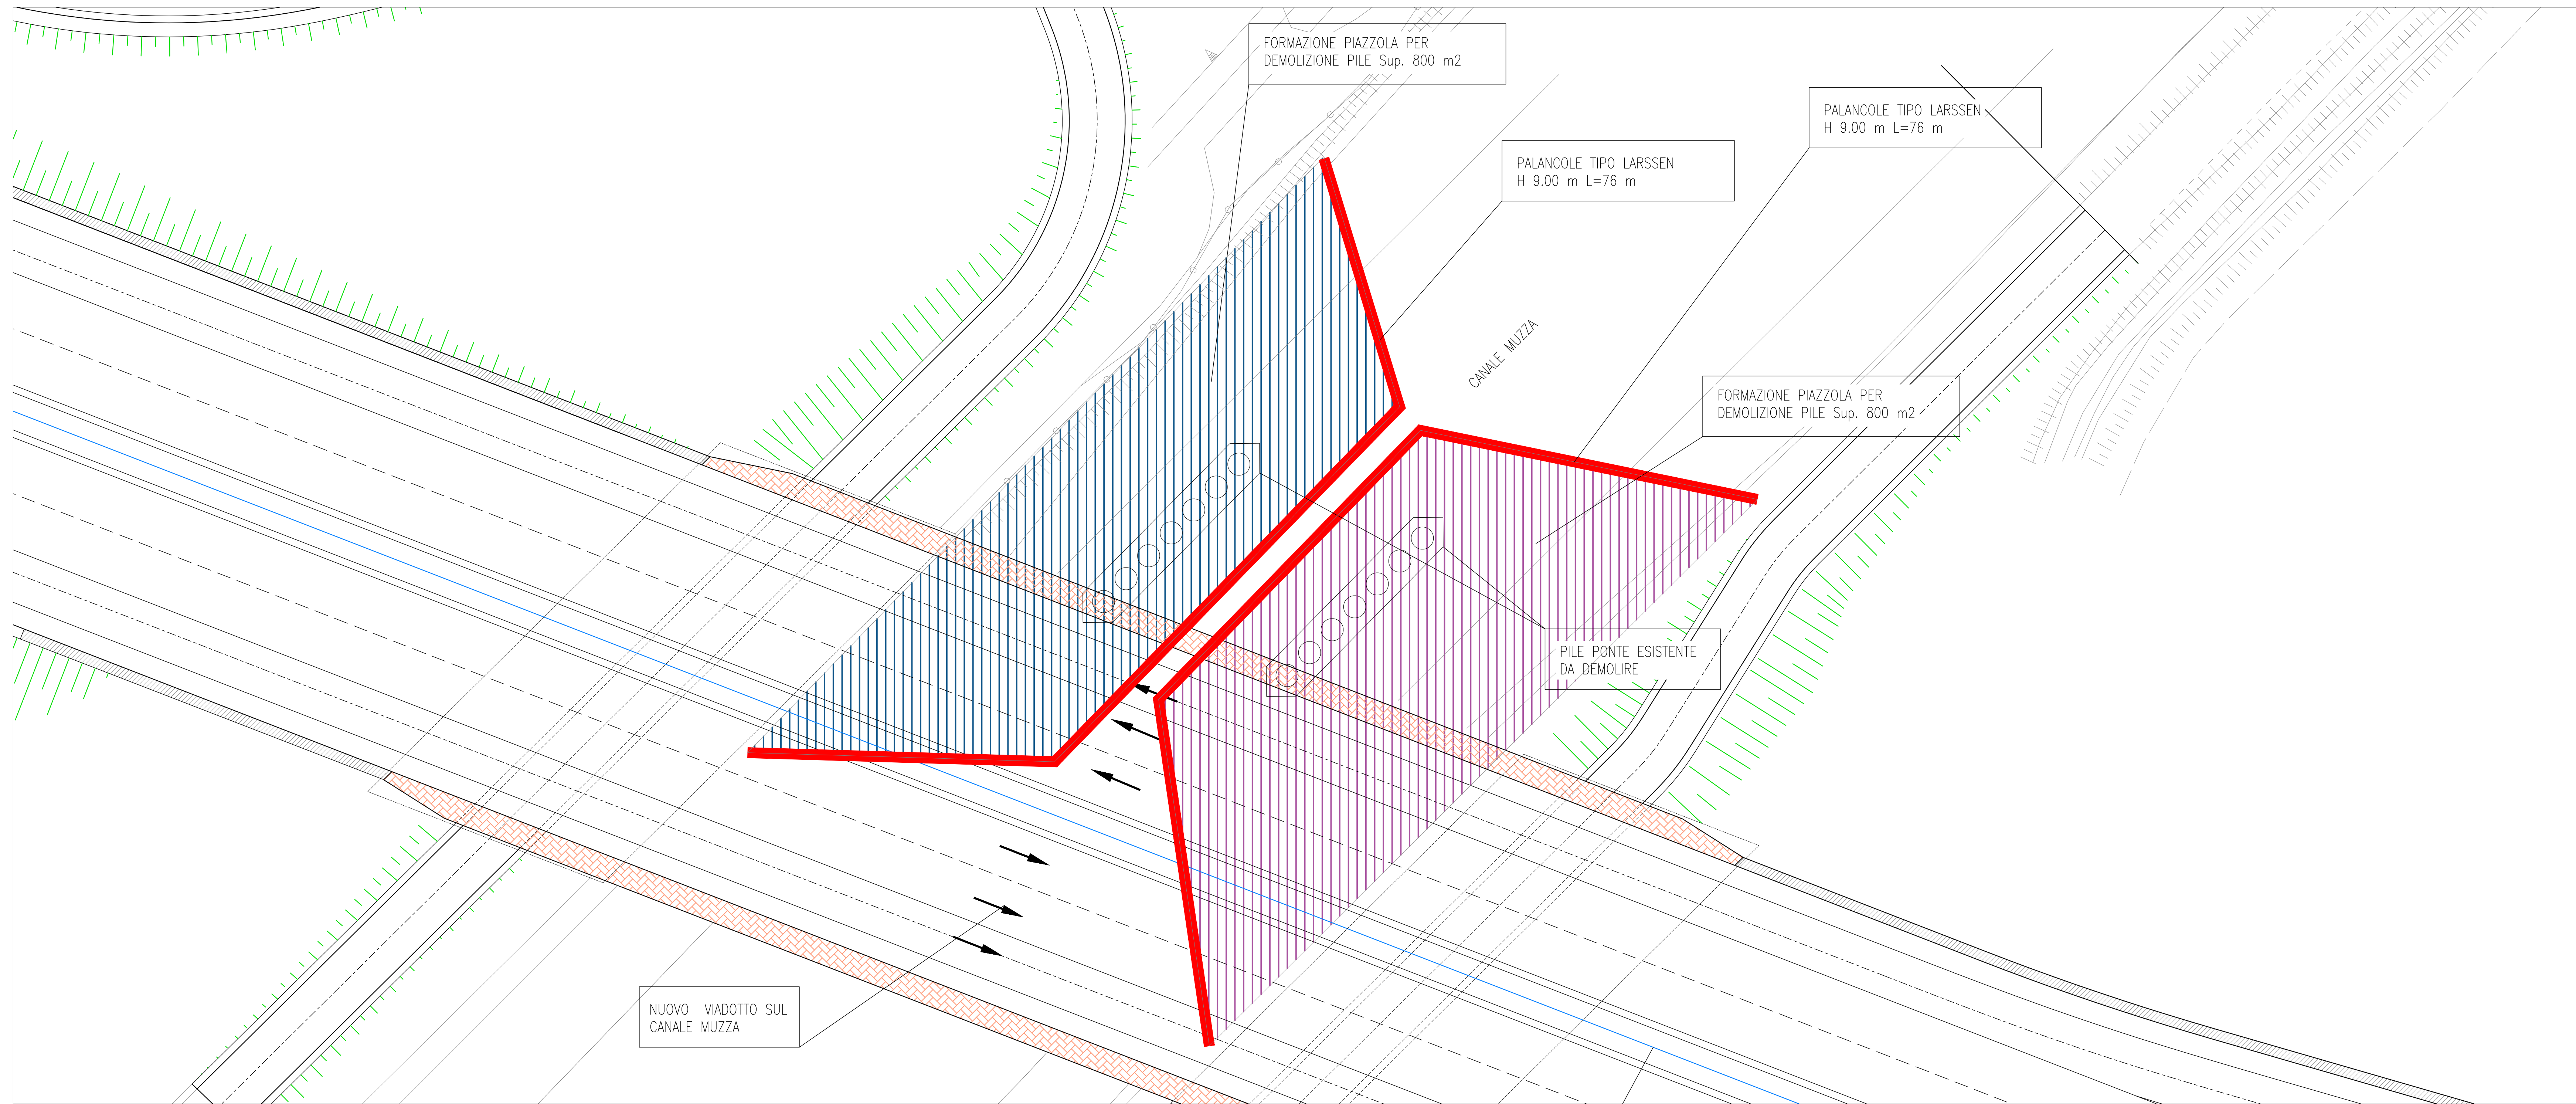 FORMAZIONE PIAZZOLA PER
DEMOLIZIONE PILE Sup. 800 m2
PALANCOLE TIPO LARSSEN
H 9.00 m L=76 m
PALANCOLE TIPO LARSSEN
H 9.00 m L=76 m
CANALE MUZZA
FORMAZIONE PIAZZOLA PER
DEMOLIZIONE PILE Sup. 800 m2
PILE PONTE ESISTENTE
DA DEMOLIRE
NUOVO VIADOTTO SUL
CANALE MUZZA